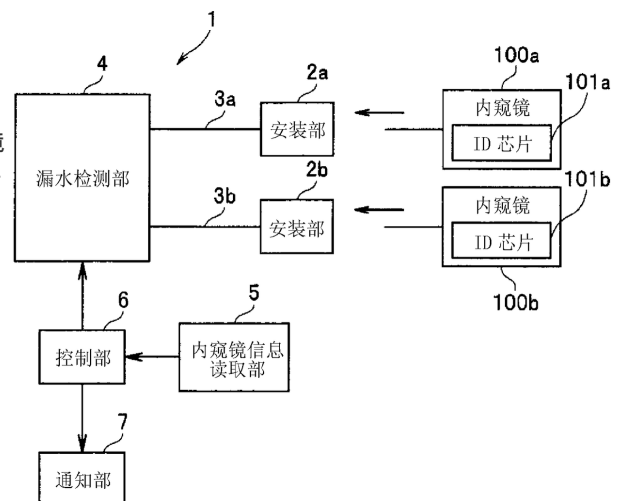 1
4
漏水检测部
3a
2a
安装部
100a
内窥镜
101a
ID 芯片
3b
2b
安装部
内窥镜
101b
ID 芯片
100b
6
控制部
5
内窥镜信息
读取部
7
通知部